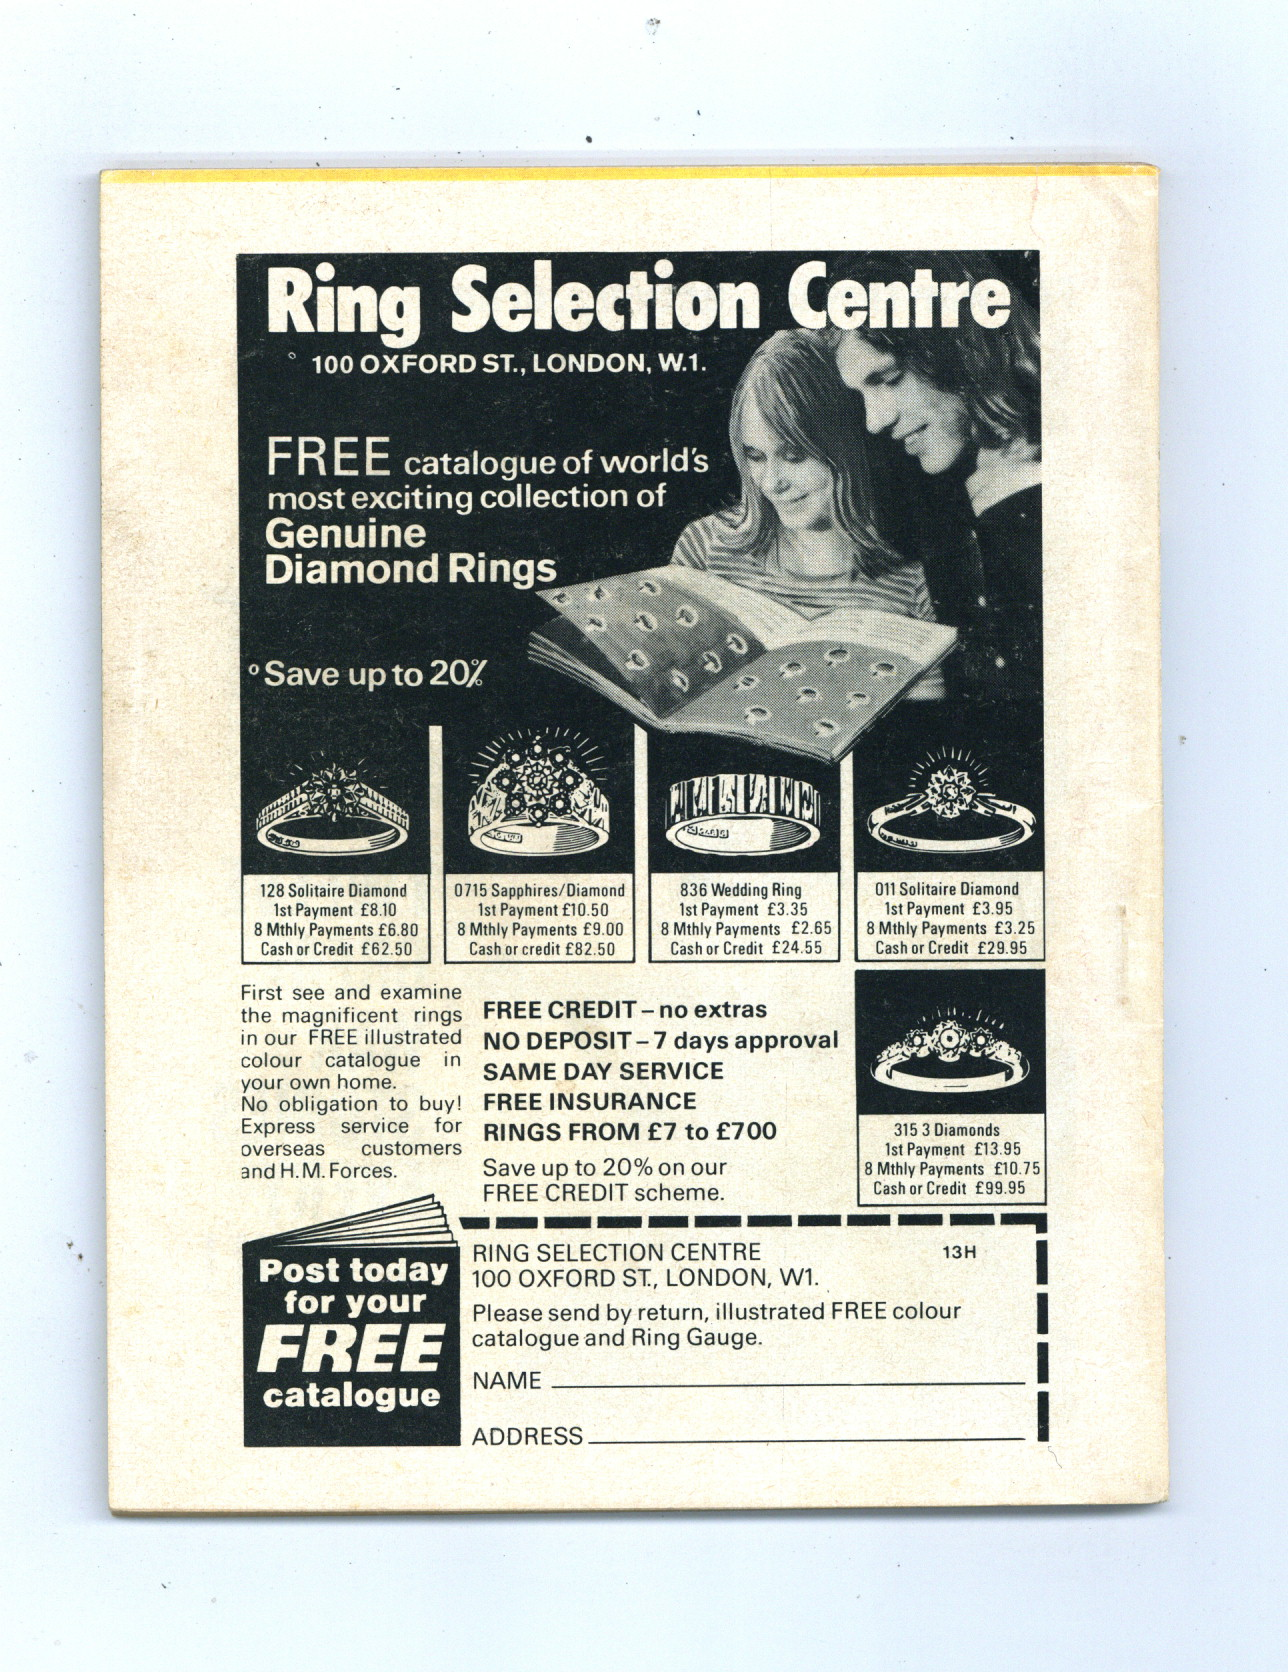 Ring Selection Centre
100 OXFORD ST., LONDON, W.1.
FREE catalogue of world's
most exciting collection of
Genuine
Diamond Rings
Save up to 20%
128 Solitaire Diamond
1st Payment £8.10
8 Mthly Payments £6.80
Cash or Credit £62.50
0715 Sapphires/Diamond
1st Payment £10.50
8 Mthly Payments £9.00
Cash or credit £82.50
836 Wedding Ring
1st Payment £3.35
8 Mthly Payments £2.65
Cash or Credit £24.55
011 Solitaire Diamond
1st Payment £3.95
8 Mthly Payments £3.25
Cash or Credit £29.95
First see and examine
the magnificent rings
in our FREE illustrated
colour catalogue in
your own home.
No obligation to buy!
Express service for
overseas customers
and H.M. Forces.
FREE CREDIT – no extras
NO DEPOSIT – 7 days approval
SAME DAY SERVICE
FREE INSURANCE
RINGS FROM £7 to £700
Save up to 20% on our
FREE CREDIT scheme.
315 3 Diamonds
1st Payment £13.95
8 Mthly Payments £10.75
Cash or Credit £99.95
Post today
for your
FREE
catalogue
RING SELECTION CENTRE 13H
100 OXFORD ST., LONDON, W1.
Please send by return, illustrated FREE colour
catalogue and Ring Gauge.
NAME
ADDRESS